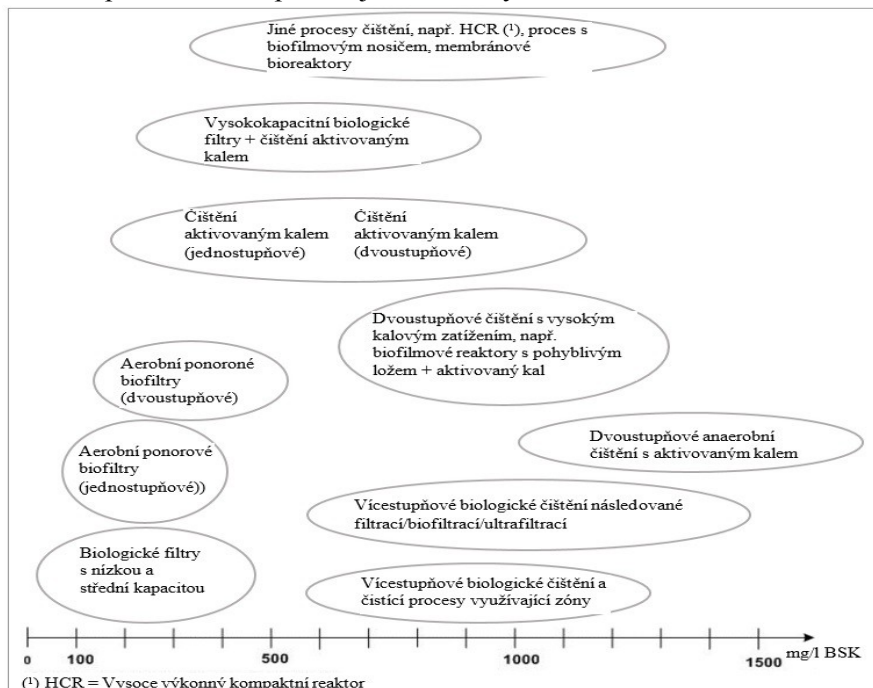 Jiné procesy čištění, např. HCR (¹), proces s
biofilmovým nosičem, membránové
bioreaktory
Vysokokapacitní biologické
filtry + čištění aktivovaným
kalem
Čištění
aktivovaným kalem
(jednostupňové)
Čištění
aktivovaným kalem
(dvoustupňové)
Dvoustupňové čištění s vysokým
kalovým zatížením, např.
biofilmové reaktory s pohyblivým
ložem + aktivovaný kal
Aerobní ponoroné
biofiltry
(dvoustupňové)
Dvoustupňové anaerobní
čištění s aktivovaným kalem
Aerobní ponorové
biofiltry
(jednostupňové))
Vícestupňové biologické čištění následované
filtrací/biofiltrací/ultrafiltrací
Biologické filtry
s nízkou a
střední kapacitou
Vícestupňové biologické čištění a
čistící procesy využívající zóny
0 100 500 1000 1500 mg/l BSK
(¹) HCR = Vysoce výkonný kompaktní reaktor